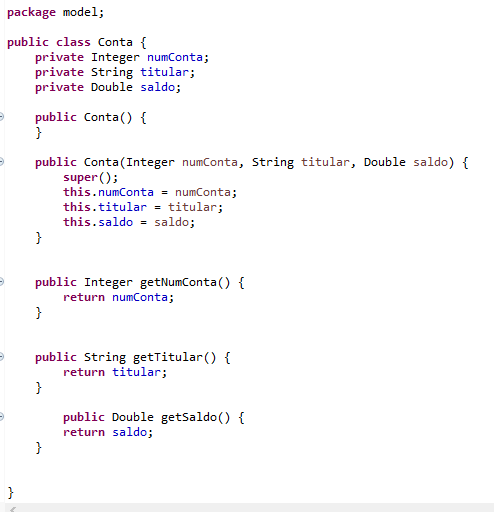 package model;
public class Conta {
    private Integer numConta;
    private String titular;
    private Double saldo;
    public Conta() {
    }
    public Conta(Integer numConta, String titular, Double saldo) {
        super();
        this.numConta = numConta;
        this.titular = titular;
        this.saldo = saldo;
    }
    public Integer getNumConta() {
        return numConta;
    }
    public String getTitular() {
        return titular;
    }
        public Double getSaldo() {
        return saldo;
    }
}